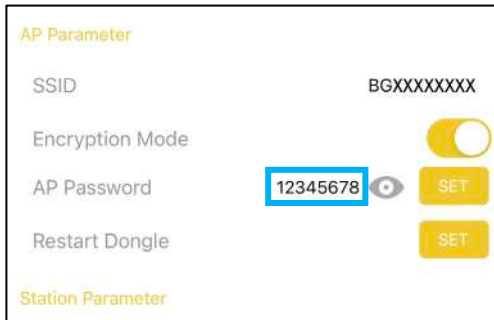 AP Parameter
SSID BGXXXXXXXX
Encryption Mode
AP Password 12345678 SET
Restart Dongle SET
Station Parameter